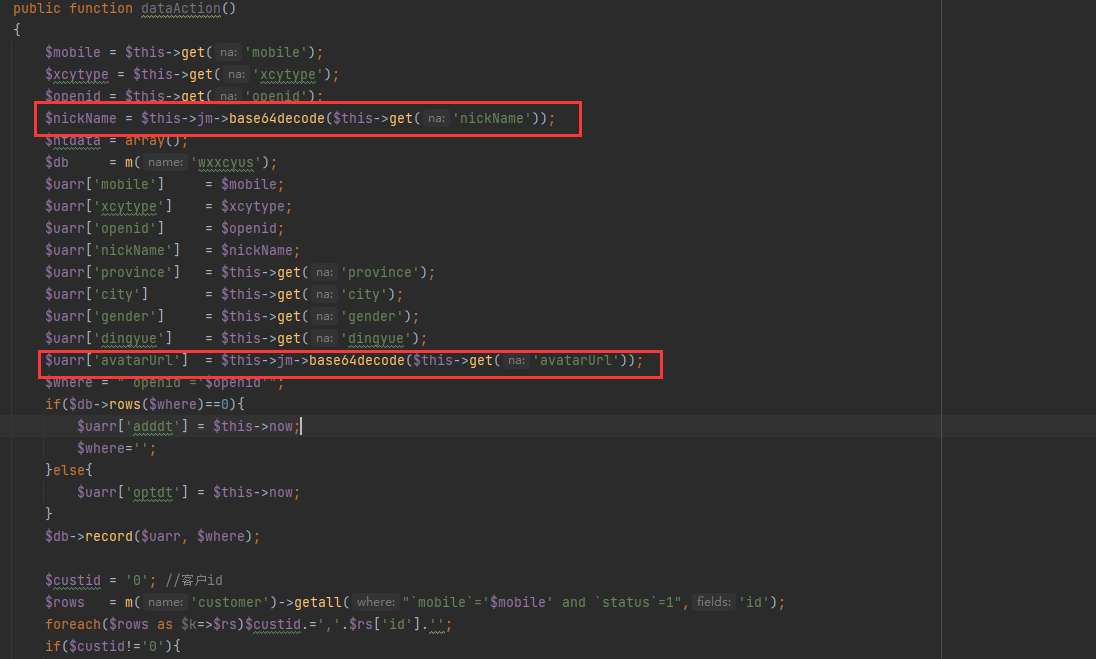 public function dataAction()
{
    $mobile = $this->get( na: 'mobile');
    $xcytype = $this->get( na: 'xcytype');
    $openid = $this->get( na: 'openid');
    $nickName = $this->jm->base64decode($this->get( na: 'nickName'));
    $htdata = array();
    $db     = m( name: 'wxxcyus');
    $uarr['mobile']     = $mobile;
    $uarr['xcytype']    = $xcytype;
    $uarr['openid']     = $openid;
    $uarr['nickName']   = $nickName;
    $uarr['province']   = $this->get( na: 'province');
    $uarr['city']       = $this->get( na: 'city');
    $uarr['gender']     = $this->get( na: 'gender');
    $uarr['dingyue']    = $this->get( na: 'dingyue');
    $uarr['avatarUrl']  = $this->jm->base64decode($this->get( na: 'avatarUrl'));
    $where = " openid ='$openid'";
    if($db->rows($where)==0){
        $uarr['adddt'] = $this->now;
        $where='';
    }else{
        $uarr['optdt'] = $this->now;
    }
    $db->record($uarr, $where);
    $custid = '0'; //客户id
    $rows   = m( name: 'customer')->getall( where: "`mobile`='$mobile' and `status`=1", fields: 'id');
    foreach($rows as $k=>$rs)$custid.=','.$rs['id'].'';
    if($custid!='0'){